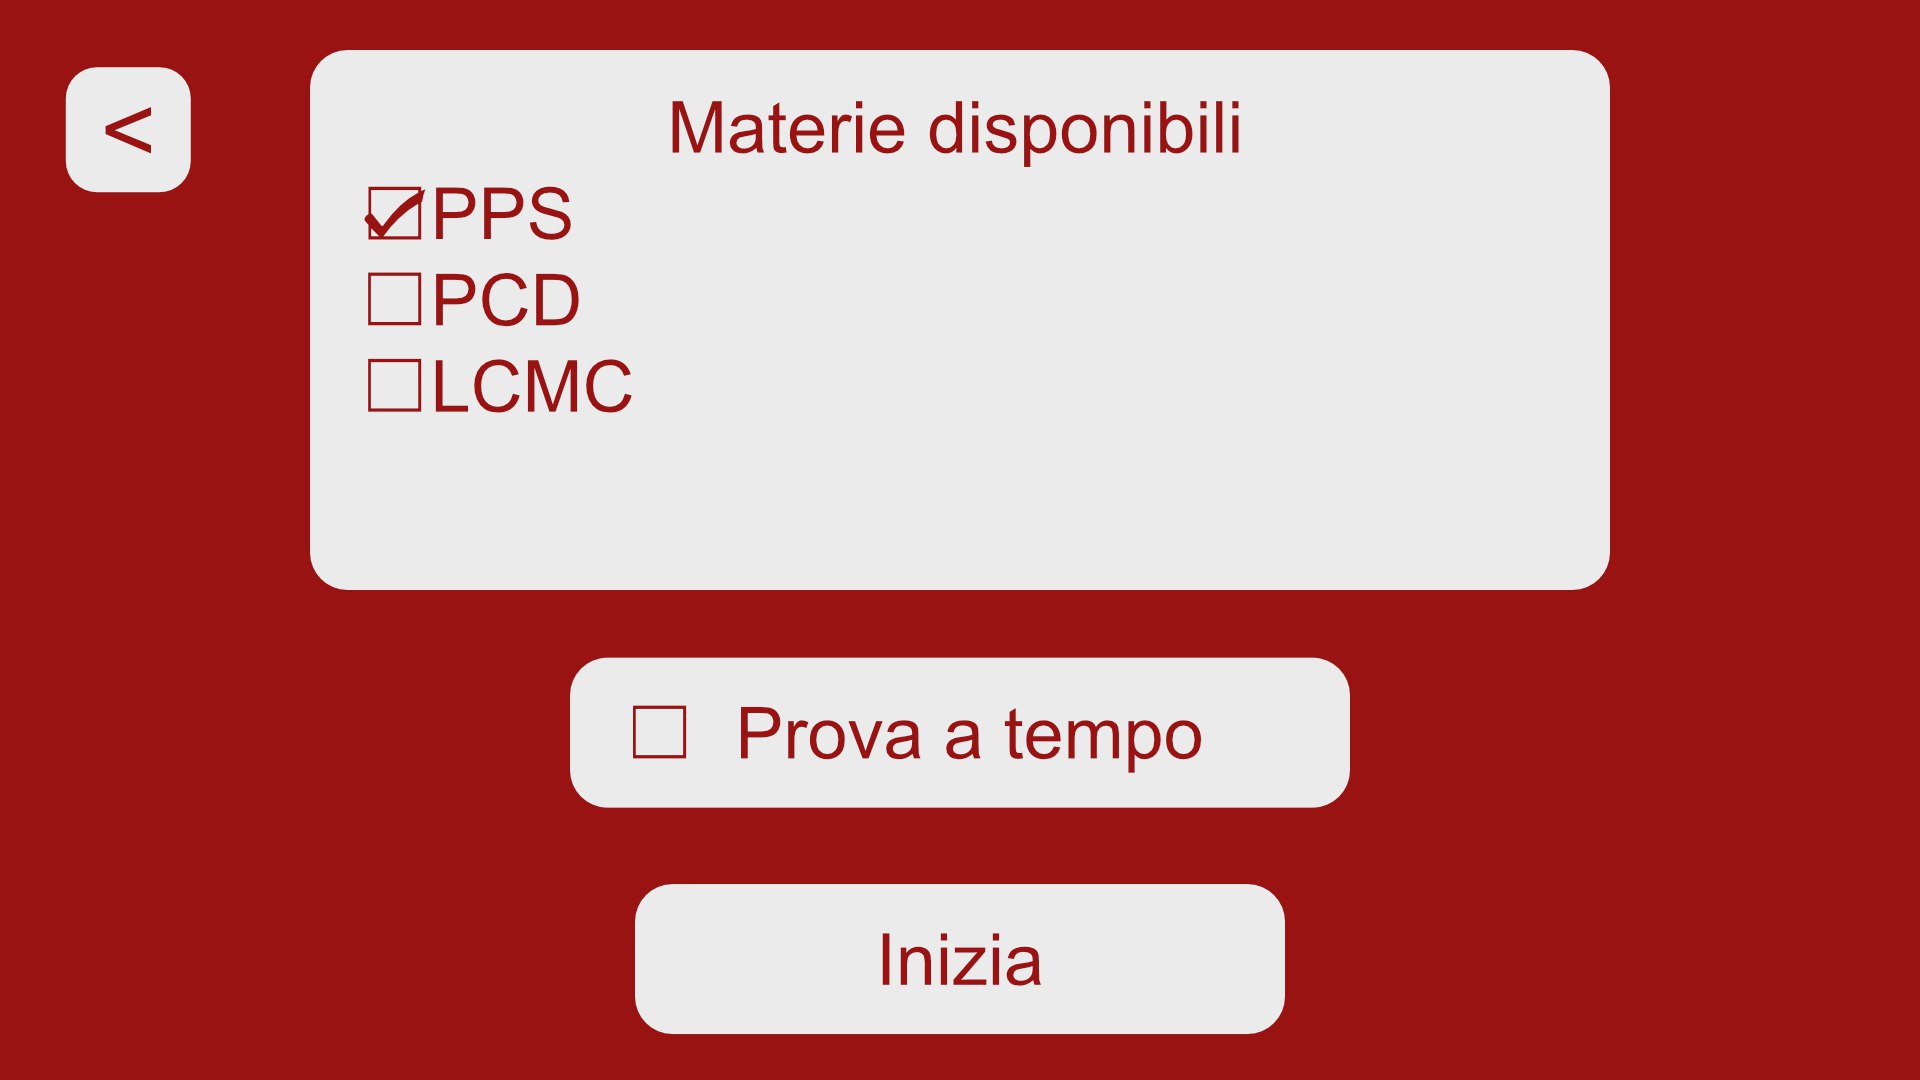 <
Materie disponibili
PPS
PCD
LCMC
Prova a tempo
Inizia